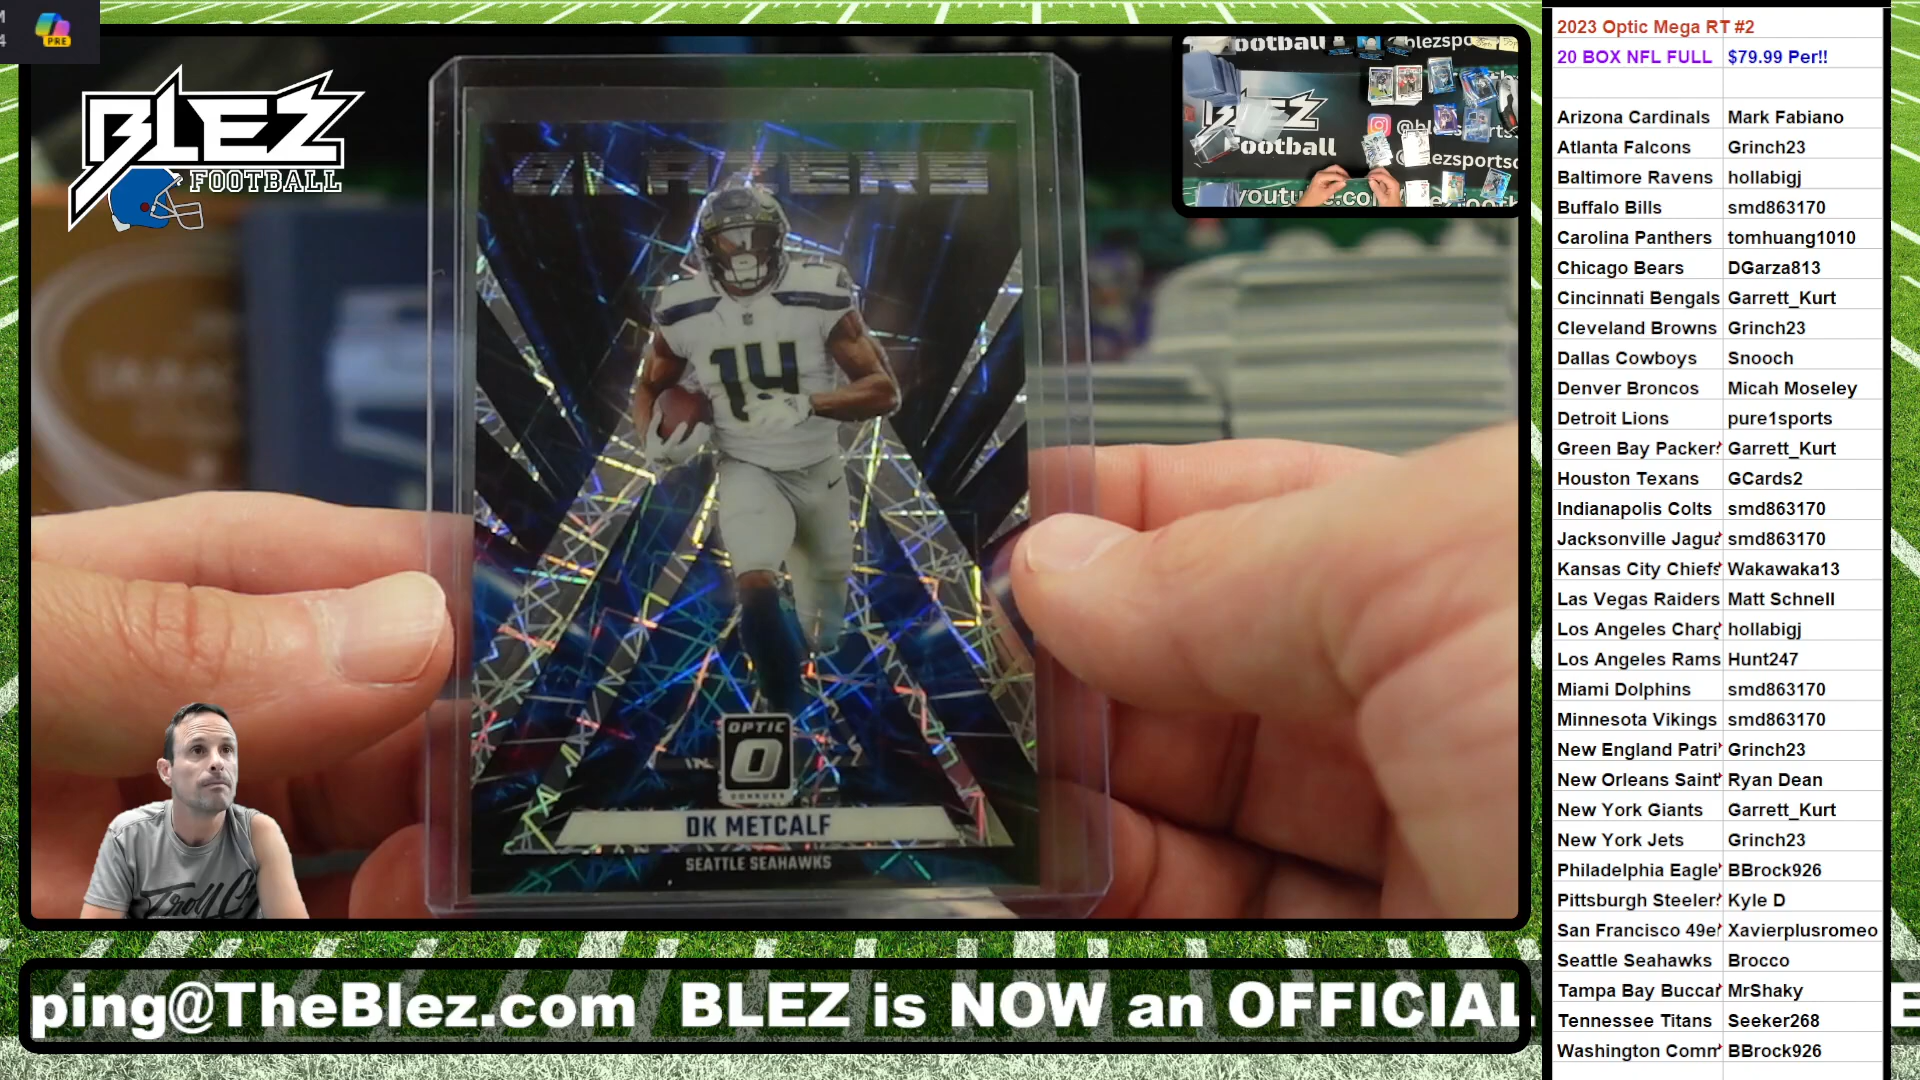 PRE
BLEZ
FOOTBALL
14
OPTIC
O
DONRUSS
DK METCALF
SEATTLE SEAHAWKS
ping@TheBlez.com BLEZ is NOW an OFFICIAL
2023 Optic Mega RT #2
20 BOX NFL FULL $79.99 Per!!
Arizona Cardinals Mark Fabiano
Atlanta Falcons Grinch23
Baltimore Ravens hollabigj
Buffalo Bills smd863170
Carolina Panthers tomhuang1010
Chicago Bears DGarza813
Cincinnati Bengals Garrett_Kurt
Cleveland Browns Grinch23
Dallas Cowboys Snooch
Denver Broncos Micah Moseley
Detroit Lions pure1sports
Green Bay Packer Garrett_Kurt
Houston Texans GCards2
Indianapolis Colts smd863170
Jacksonville Jagua smd863170
Kansas City Chiefs Wakawaka13
Las Vegas Raiders Matt Schnell
Los Angeles Charg hollabigj
Los Angeles Rams Hunt247
Miami Dolphins smd863170
Minnesota Vikings smd863170
New England Patri Grinch23
New Orleans Saint Ryan Dean
New York Giants Garrett_Kurt
New York Jets Grinch23
Philadelphia Eagle BBrock926
Pittsburgh Steeler Kyle D
San Francisco 49e Xavierplusromeo
Seattle Seahawks Brocco
Tampa Bay Buccar MrShaky
Tennessee Titans Seeker268
Washington Comm BBrock926